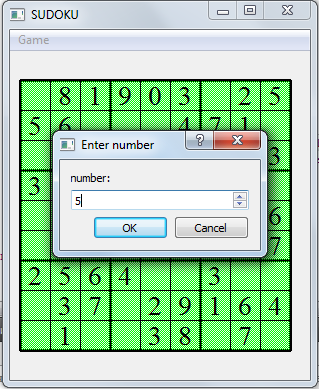 SUDOKU
Game
8 1 9 0 3 2 5
5 6 4 7 1
Enter number
3
number:
3
5
6
OK Cancel
7
2 5 6 4 3
3 7 2 9 1 6 4
1 3 8 7